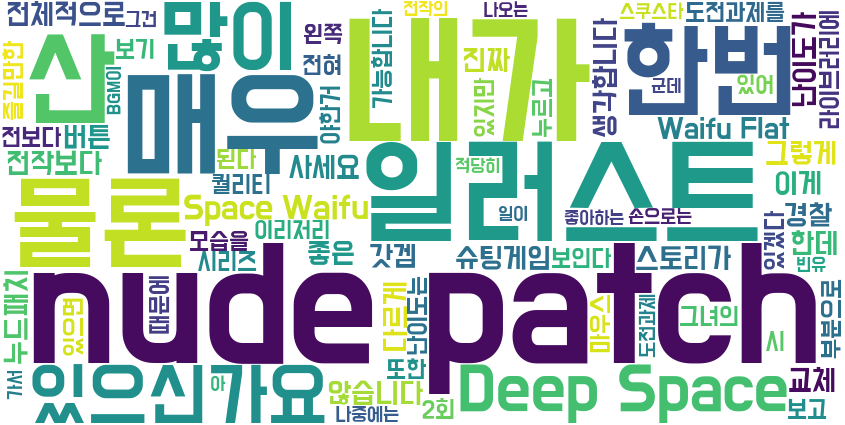 전체적으로
그건
즐길만한
산
많이
BGM이
보기
매우
전보다
버튼
전작보다
된다
퀄리티
Space Waifu
물론
모습을
이리저리
시리즈
좋은
왼쪽
전혀
야한거
사세요
내가
전작의
가능합니다
진짜
있지만
나오는
누르고
적당히
일러스트
일이
좋아하는
손으로는
스쿠스타
도전과제를
생각합니다
한번
군데
있어
난이도가
라이브러리에
Waifu Flat
그렇게
이게
경찰
있겠다
한데
빈유
갓겜
슈팅게임
보인다
스토리가
nude patch
누드패치
있으면
때문에
다르게
또한
난이도는
마우스
도전과제
그녀의
시
부분으로
가서
있으신가요
아
않습니다
나중에는
2회
Deep Space
교체
보고